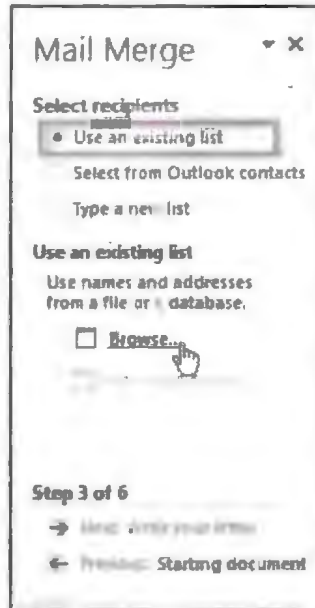 Mail Merge
Select recipients
Use an existing list
Select from Outlook contacts
Type a new list
Use an existing list
Use names and addresses
from a file or a database.
Browse...
Step 3 of 6
Starting document